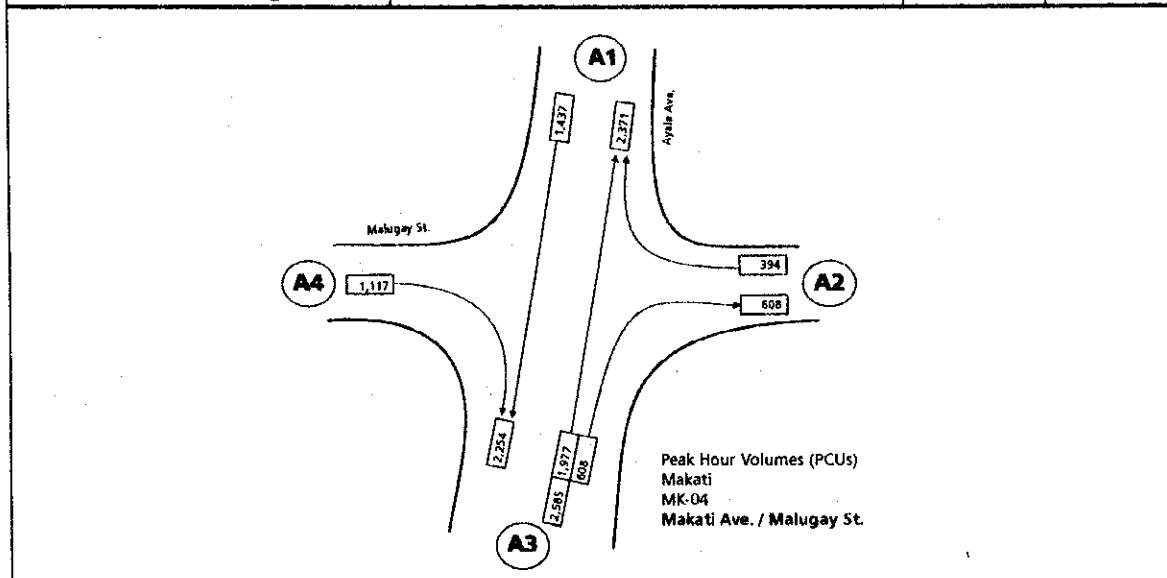 A1
1,437
2,371
Ayala Ave.
Malugay St.
A4
1,117
394
A2
608
2,254
1,977
608
2,585
A3
Peak Hour Volumes (PCUs)
Makati
MK-04
Makati Ave. / Malugay St.